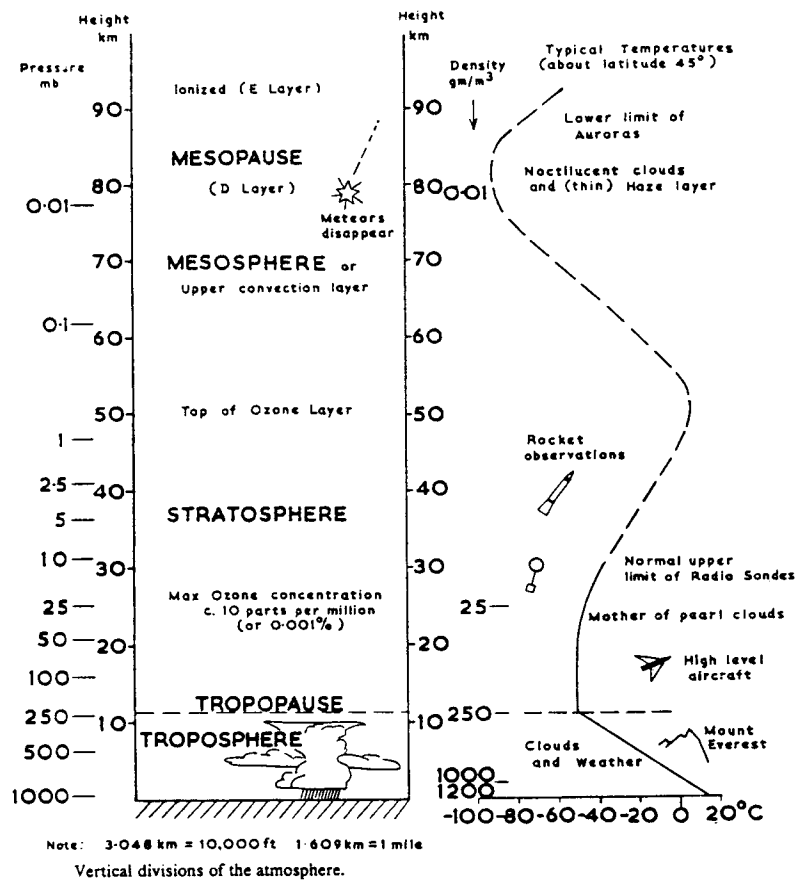 Height
km
Height
km
Pressure
mb
Density
gm/m³
Typical Temperatures
(about latitude 45°)
Ionized (E Layer)
90
90
Lower limit of
Auroras
MESOPAUSE
(D Layer)
80
80
0·01
Noctilucent clouds
and (thin) Haze layer
0·01
Meteors
disappear
70
70
MESOSPHERE or
Upper convection layer
0·1
60
60
Top of Ozone Layer
50
50
1
Rocket
observations
2·5
40
40
5
STRATOSPHERE
10
30
30
Normal upper
limit of Radio Sondes
Max Ozone concentration
c. 10 parts per million
(or 0·001%)
25
25
Mother of pearl clouds
50
20
20
100
High level
aircraft
TROPOPAUSE
250
10
10
250
TROPOSPHERE
500
Clouds
and Weather
Mount
Everest
1000
1000
1200
-100 -80 -60 -40 -20 0 20°C
Note: 3·048 km = 10,000 ft 1·609 km = 1 mile
Vertical divisions of the atmosphere.